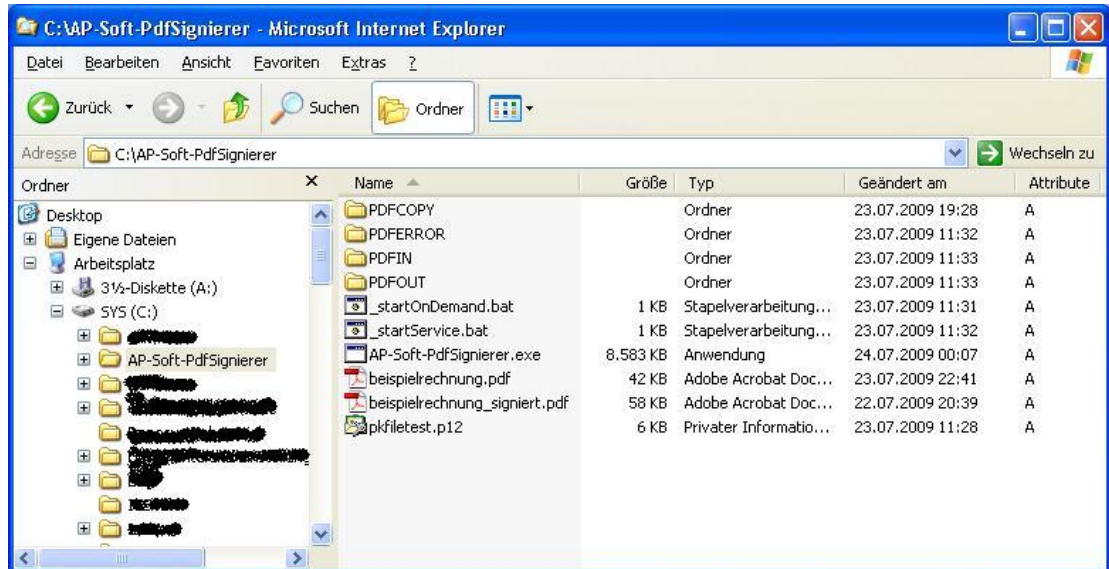 C:\AP-Soft-PdfSignierer - Microsoft Internet Explorer
Datei Bearbeiten Ansicht Favoriten Extras ?
Zurück Suchen Ordner
Adresse C:\AP-Soft-PdfSignierer Wechseln zu
Ordner x Name Größe Typ Geändert am Attribute
Desktop PDFCOPY Ordner 23.07.2009 19:28 A
Eigene Dateien PDFERROR Ordner 23.07.2009 11:32 A
Arbeitsplatz PDFIN Ordner 23.07.2009 11:33 A
3½-Diskette (A:) PDFOUT Ordner 23.07.2009 11:33 A
SYS (C:) _startOnDemand.bat 1 KB Stapelverarbeitung... 23.07.2009 11:31 A
_startService.bat 1 KB Stapelverarbeitung... 23.07.2009 11:32 A
AP-Soft-PdfSignierer AP-Soft-PdfSignierer.exe 8.583 KB Anwendung 24.07.2009 00:07 A
beispielrechnung.pdf 42 KB Adobe Acrobat Doc... 23.07.2009 22:41 A
beispielrechnung_signiert.pdf 58 KB Adobe Acrobat Doc... 22.07.2009 20:39 A
pkfiletest.p12 6 KB Privater Informatio... 23.07.2009 11:28 A